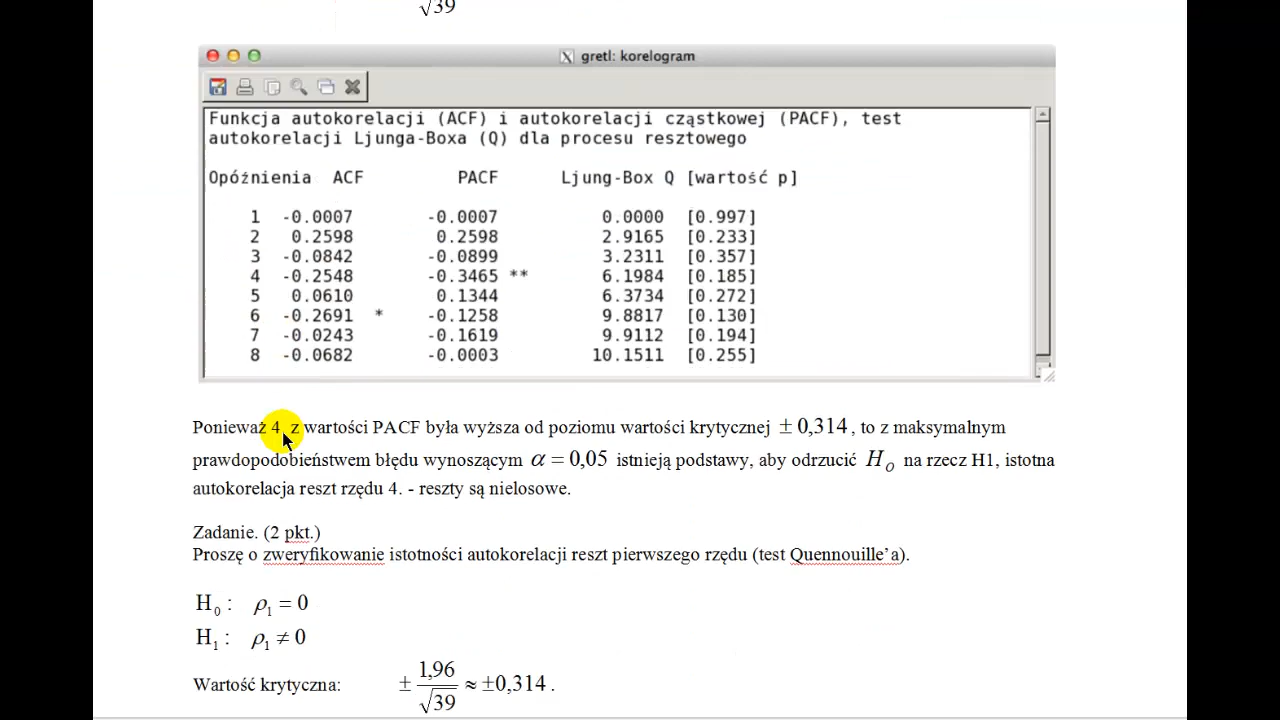 √39
gretl: korelogram
Funkcja autokorelacji (ACF) i autokorelacji cząstkowej (PACF), test
autokorelacji Ljunga-Boxa (Q) dla procesu resztowego
Opóźnienia ACF PACF Ljung-Box Q [wartość p]
1 -0.0007 -0.0007 0.0000 [0.997]
2 0.2598 0.2598 2.9165 [0.233]
3 -0.0842 -0.0899 3.2311 [0.357]
4 -0.2548 -0.3465 ** 6.1984 [0.185]
5 0.0610 0.1344 6.3734 [0.272]
6 -0.2691 * -0.1258 9.8817 [0.130]
7 -0.0243 -0.1619 9.9112 [0.194]
8 -0.0682 -0.0003 10.1511 [0.255]
Ponieważ 4. z wartości PACF była wyższa od poziomu wartości krytycznej ± 0,314, to z maksymalnym
prawdopodobieństwem błędu wynoszącym α = 0,05 istnieją podstawy, aby odrzucić H₀ na rzecz H1, istotna
autokorelacja reszt rzędu 4. - reszty są nielosowe.
Zadanie. (2 pkt.)
Proszę o zweryfikowanie istotności autokorelacji reszt pierwszego rzędu (test Quennouille’a).
H₀ : ρ₁ = 0
H₁ : ρ₁ ≠ 0
Wartość krytyczna: ± 1,96/√39 ≈ ±0,314 .